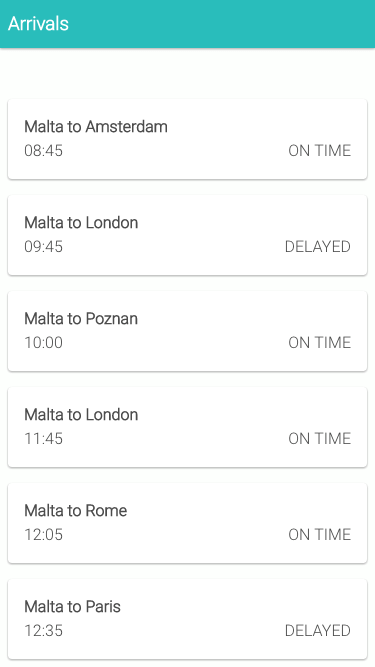 Arrivals
Malta to Amsterdam
08:45 ON TIME
Malta to London
09:45 DELAYED
Malta to Poznan
10:00 ON TIME
Malta to London
11:45 ON TIME
Malta to Rome
12:05 ON TIME
Malta to Paris
12:35 DELAYED